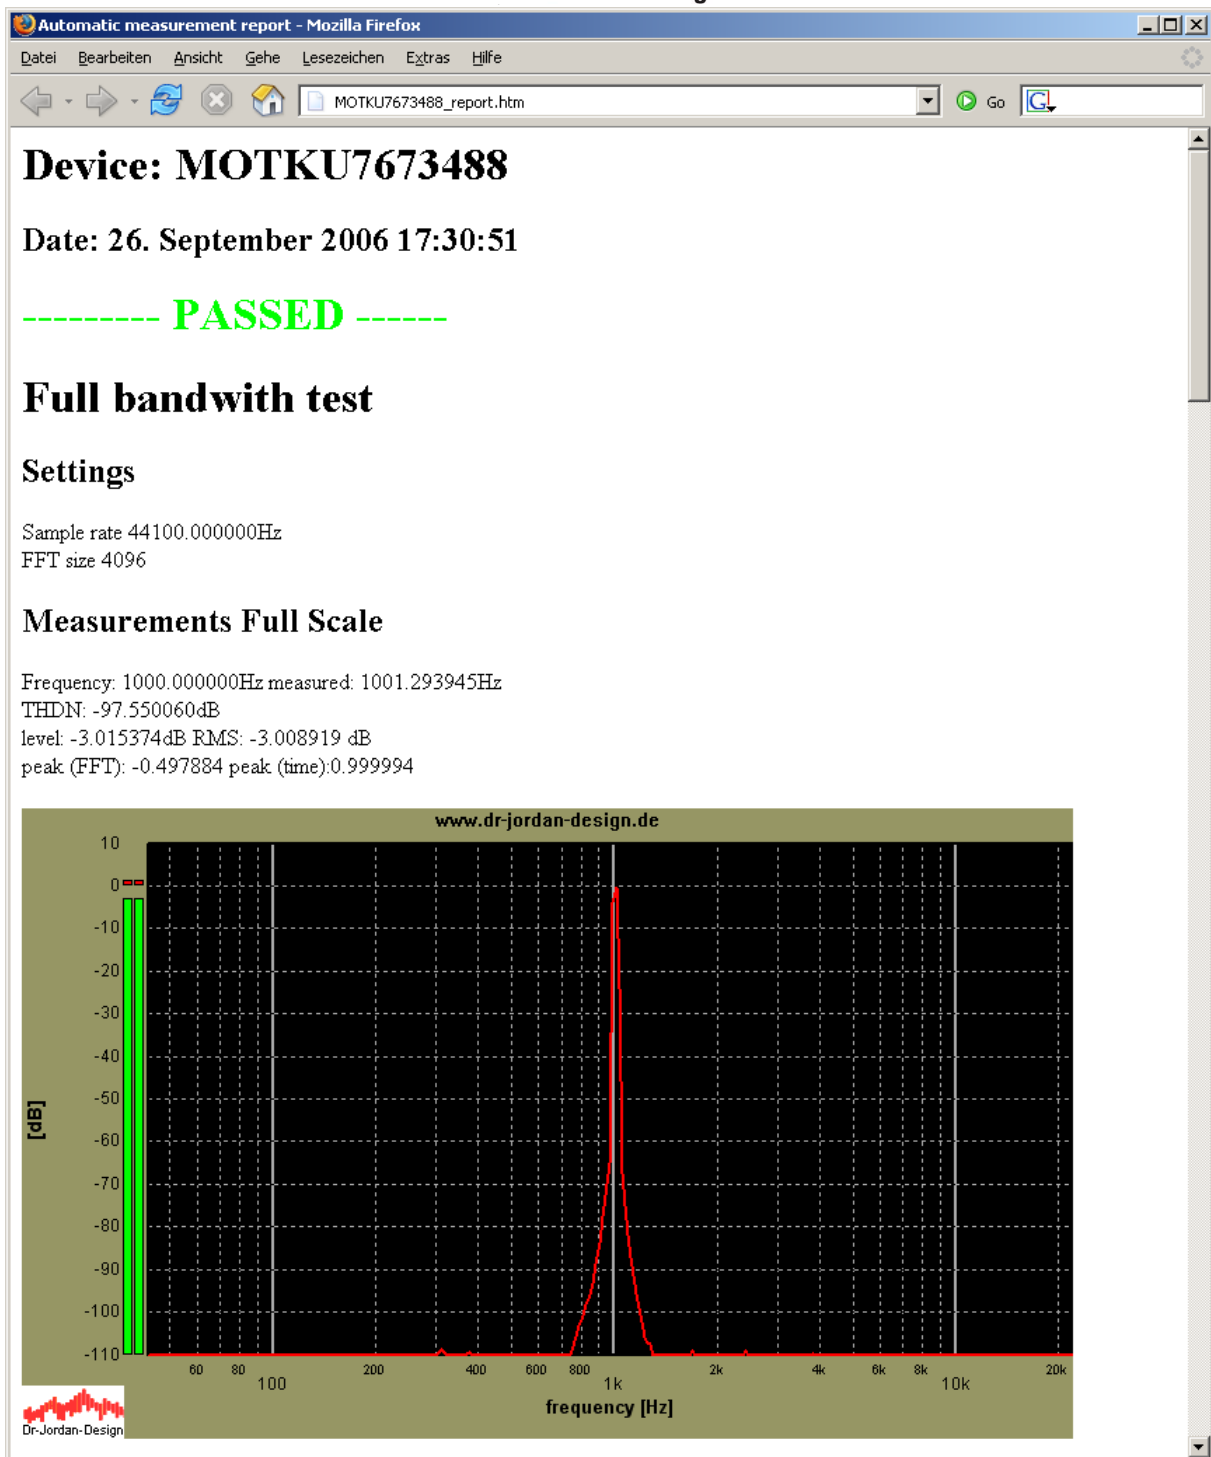 Automatic measurement report - Mozilla Firefox
Datei Bearbeiten Ansicht Gehe Lesezeichen Extras Hilfe
MOTKU7673488_report.htm Go G
Device: MOTKU7673488
Date: 26. September 2006 17:30:51
--------- PASSED ------
Full bandwith test
Settings
Sample rate 44100.000000Hz
FFT size 4096
Measurements Full Scale
Frequency: 1000.000000Hz measured: 1001.293945Hz
THDN: -97.550060dB
level: -3.015374dB RMS: -3.008919 dB
peak (FFT): -0.497884 peak (time):0.999994
www.dr-jordan-design.de
10
0
-10
-20
-30
-40
-50
[dB]
-60
-70
-80
-90
-100
-110
60 80 200 400 600 800 2k 4k 6k 8k 20k
100 1k 10k
frequency [Hz]
Dr-Jordan-Design